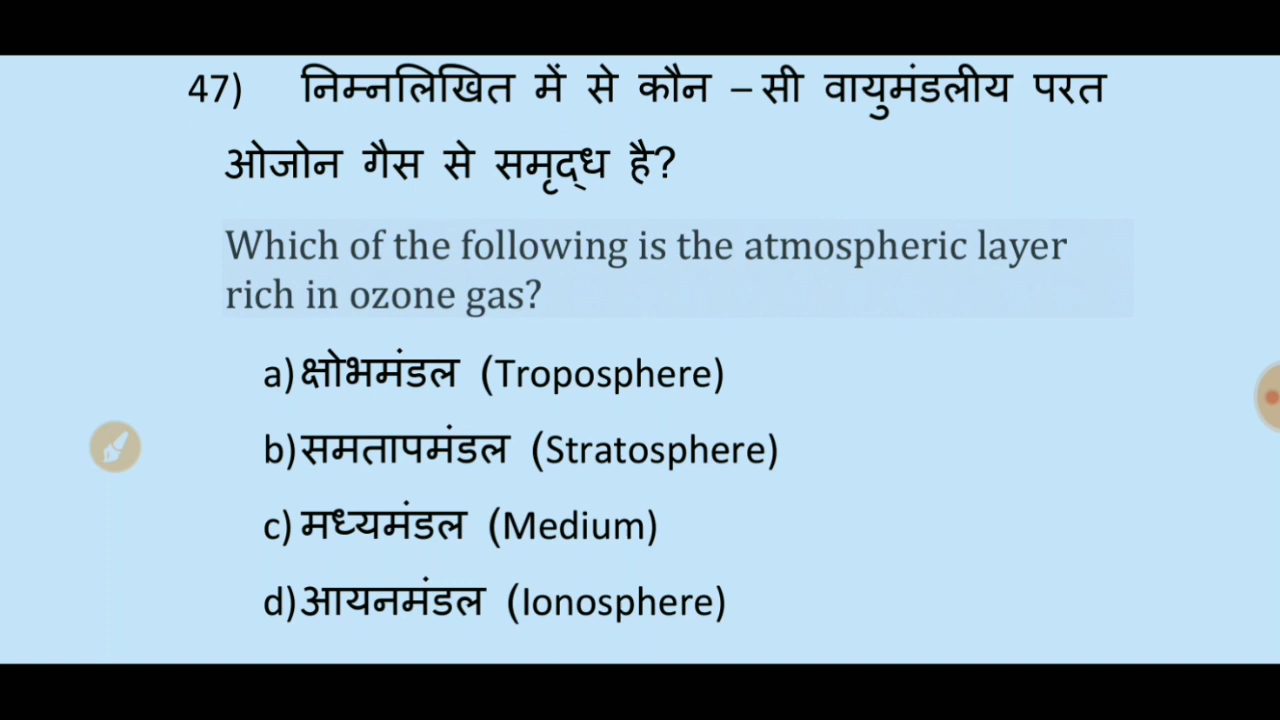 47) निम्नलिखित में से कौन – सी वायुमंडलीय परत
ओजोन गैस से समृद्ध है?
Which of the following is the atmospheric layer
rich in ozone gas?
a) क्षोभमंडल (Troposphere)
b) समतापमंडल (Stratosphere)
c) मध्यमंडल (Medium)
d) आयनमंडल (Ionosphere)